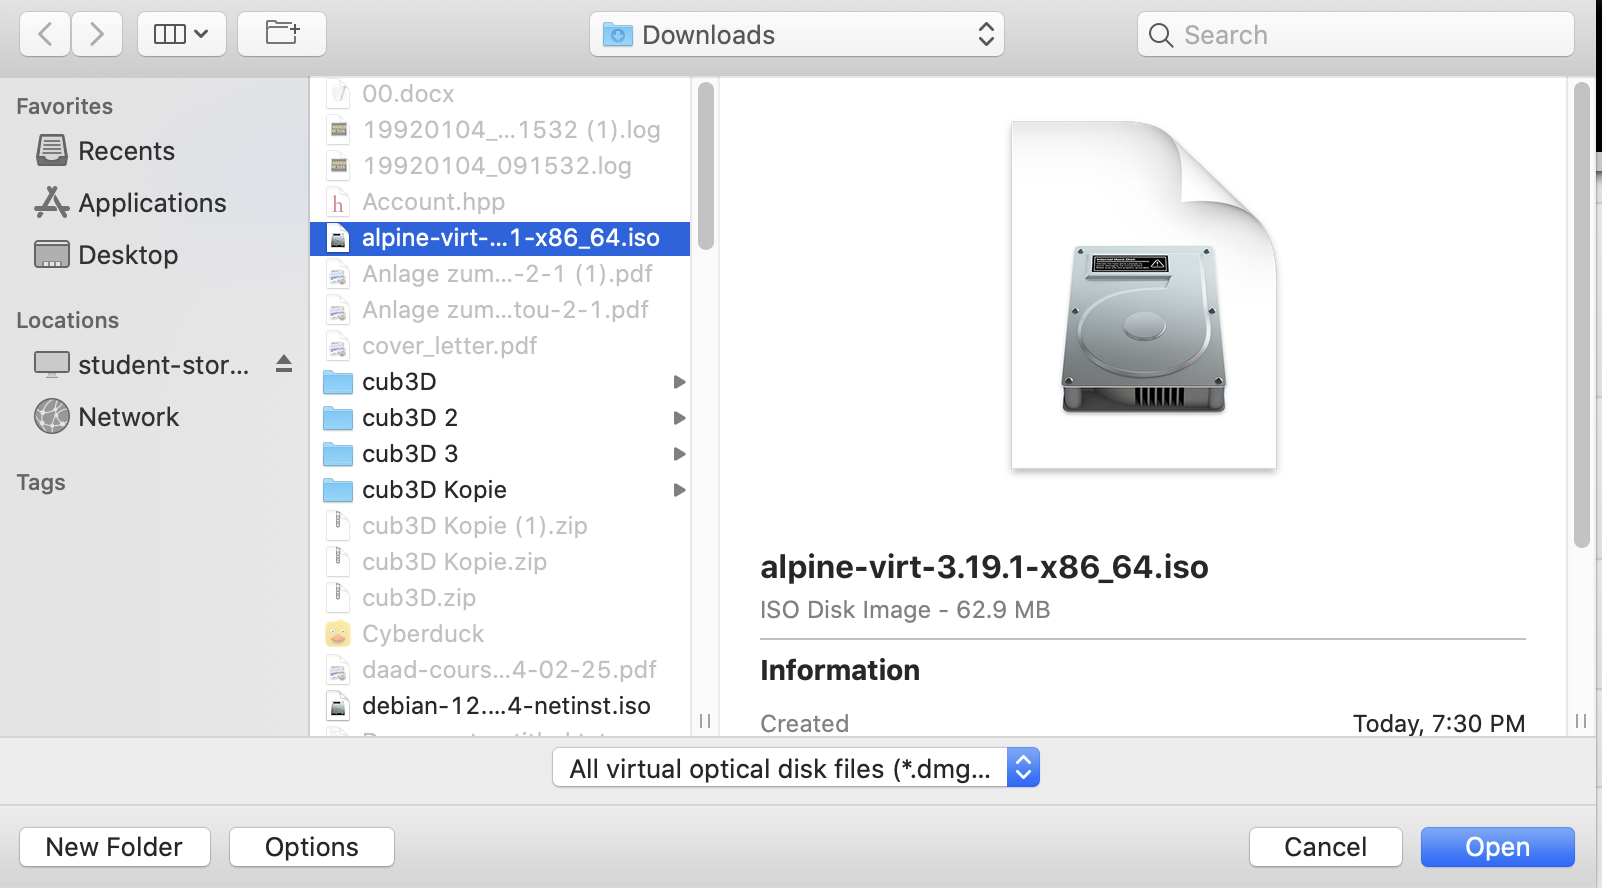 Downloads
Search
Favorites
Recents
Applications
Desktop
Locations
student-stor...
Network
Tags
00.docx
19920104_...1532 (1).log
19920104_091532.log
Account.hpp
alpine-virt-...1-x86_64.iso
Anlage zum...-2-1 (1).pdf
Anlage zum...tou-2-1.pdf
cover_letter.pdf
cub3D
cub3D 2
cub3D 3
cub3D Kopie
cub3D Kopie (1).zip
cub3D Kopie.zip
cub3D.zip
Cyberduck
daad-cours...4-02-25.pdf
debian-12....4-netinst.iso
alpine-virt-3.19.1-x86_64.iso
ISO Disk Image - 62.9 MB
Information
Created Today, 7:30 PM
All virtual optical disk files (*.dmg...
New Folder
Options
Cancel
Open